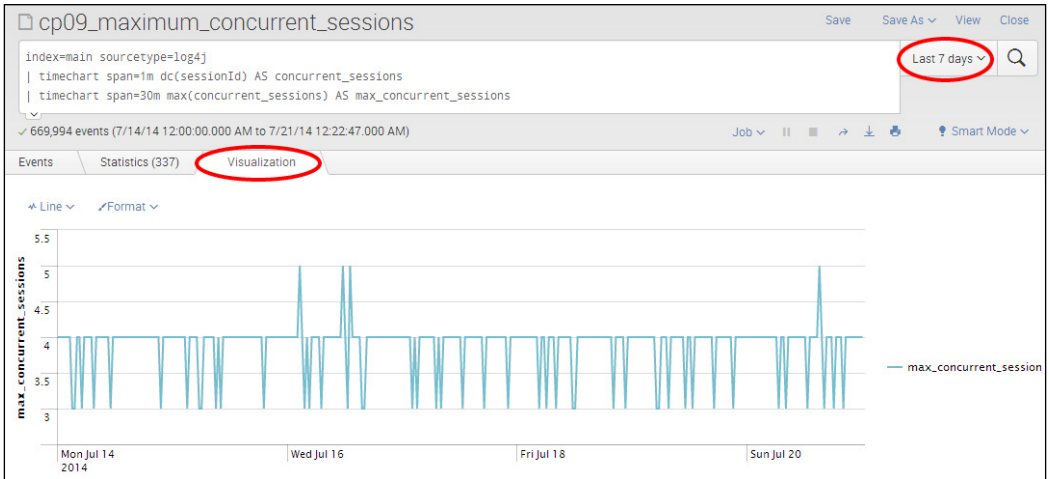 cp09_maximum_concurrent_sessions
Save Save As View Close
index=main sourcetype=log4j
| timechart span=1m dc(sessionId) AS concurrent_sessions
| timechart span=30m max(concurrent_sessions) AS max_concurrent_sessions
Last 7 days
669,994 events (7/14/14 12:00:00.000 AM to 7/21/14 12:22:47.000 AM)
Job
Smart Mode
Events Statistics (337) Visualization
Line Format
max_concurrent_sessions
5.5
5
4.5
4
3.5
3
Mon Jul 14
2014
Wed Jul 16
Fri Jul 18
Sun Jul 20
max_concurrent_session